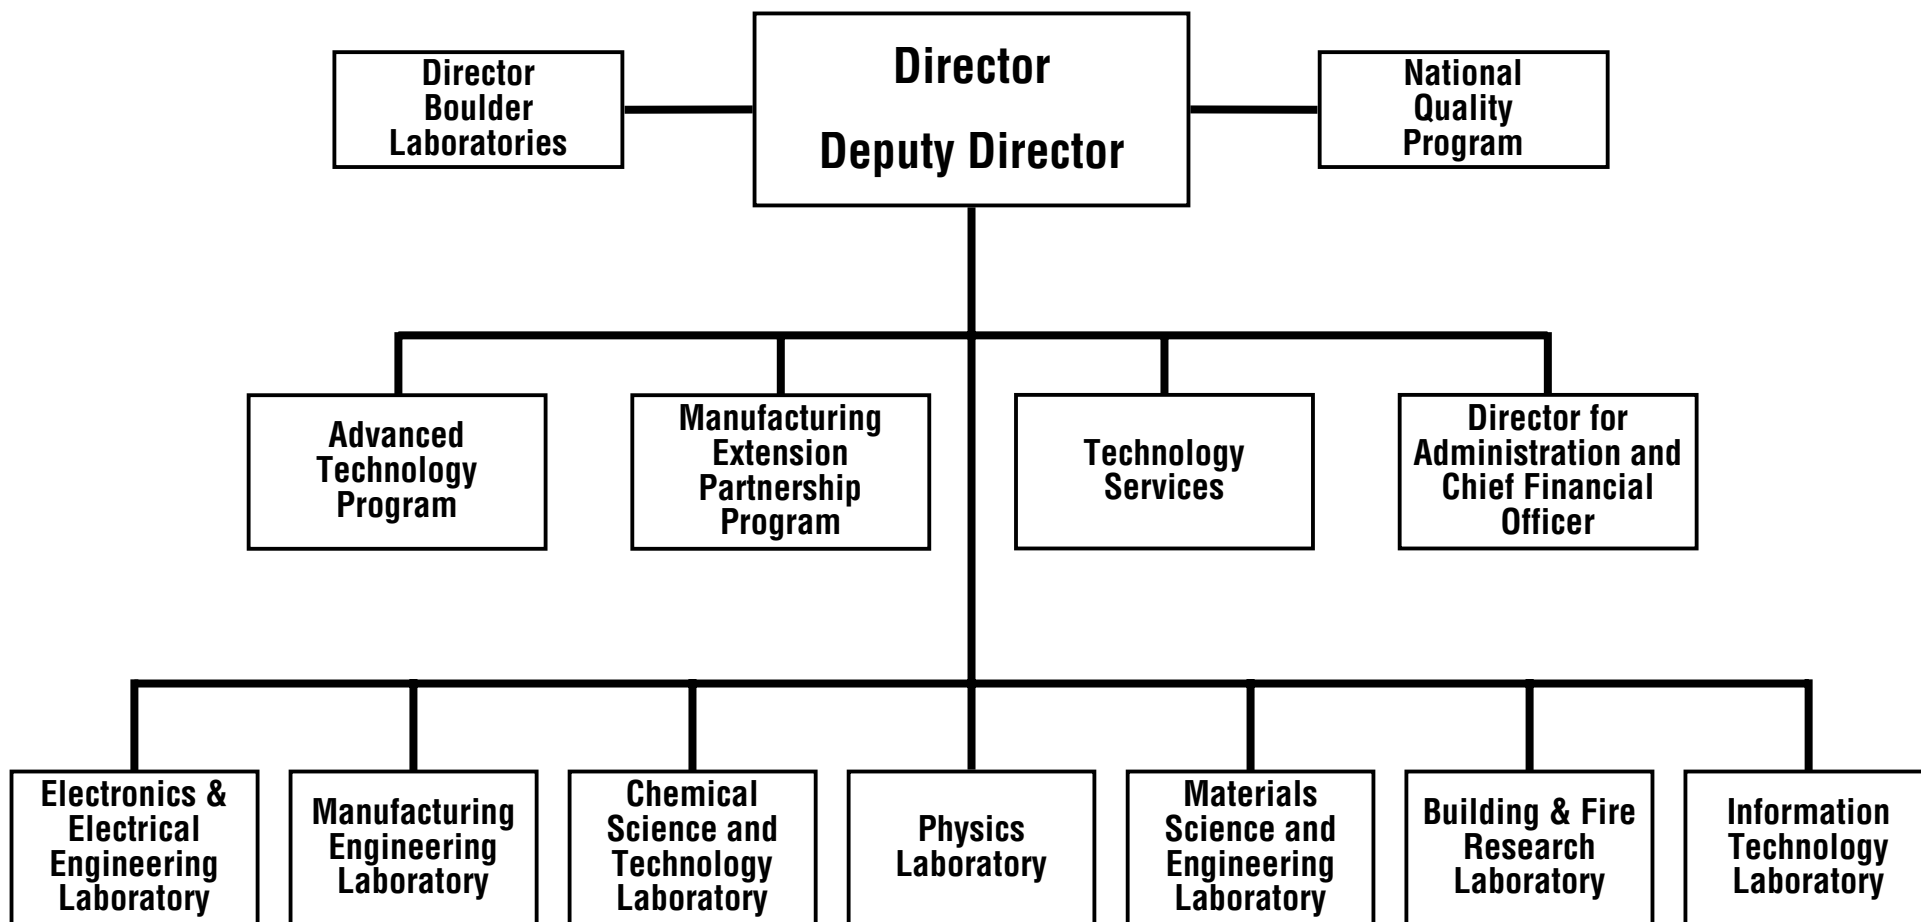 Director
Boulder
Laboratories
Director
Deputy Director
National
Quality
Program
Advanced
Technology
Program
Manufacturing
Extension
Partnership
Program
Technology
Services
Director for
Administration and
Chief Financial
Officer
Electronics &
Electrical
Engineering
Laboratory
Manufacturing
Engineering
Laboratory
Chemical
Science and
Technology
Laboratory
Physics
Laboratory
Materials
Science and
Engineering
Laboratory
Building & Fire
Research
Laboratory
Information
Technology
Laboratory